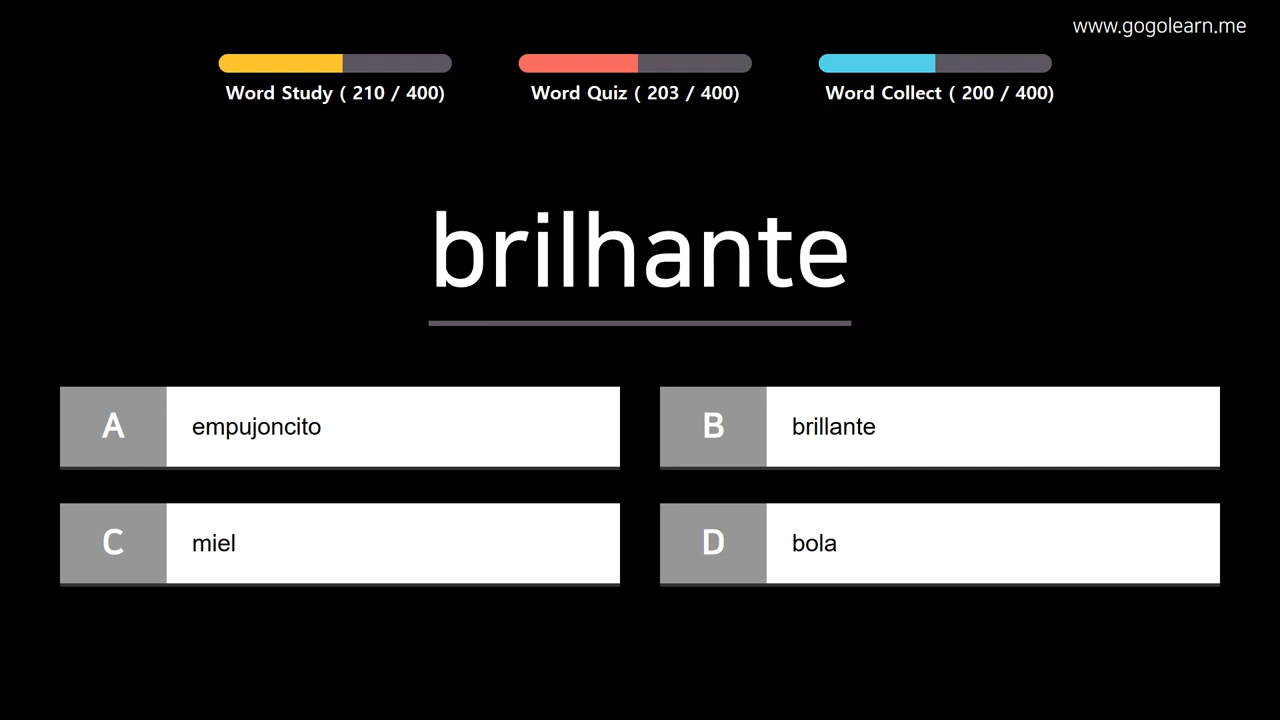 www.gogolearn.me
Word Study ( 210 / 400)
Word Quiz ( 203 / 400)
Word Collect ( 200 / 400)
brilhante
A empujoncito
B brillante
C miel
D bola